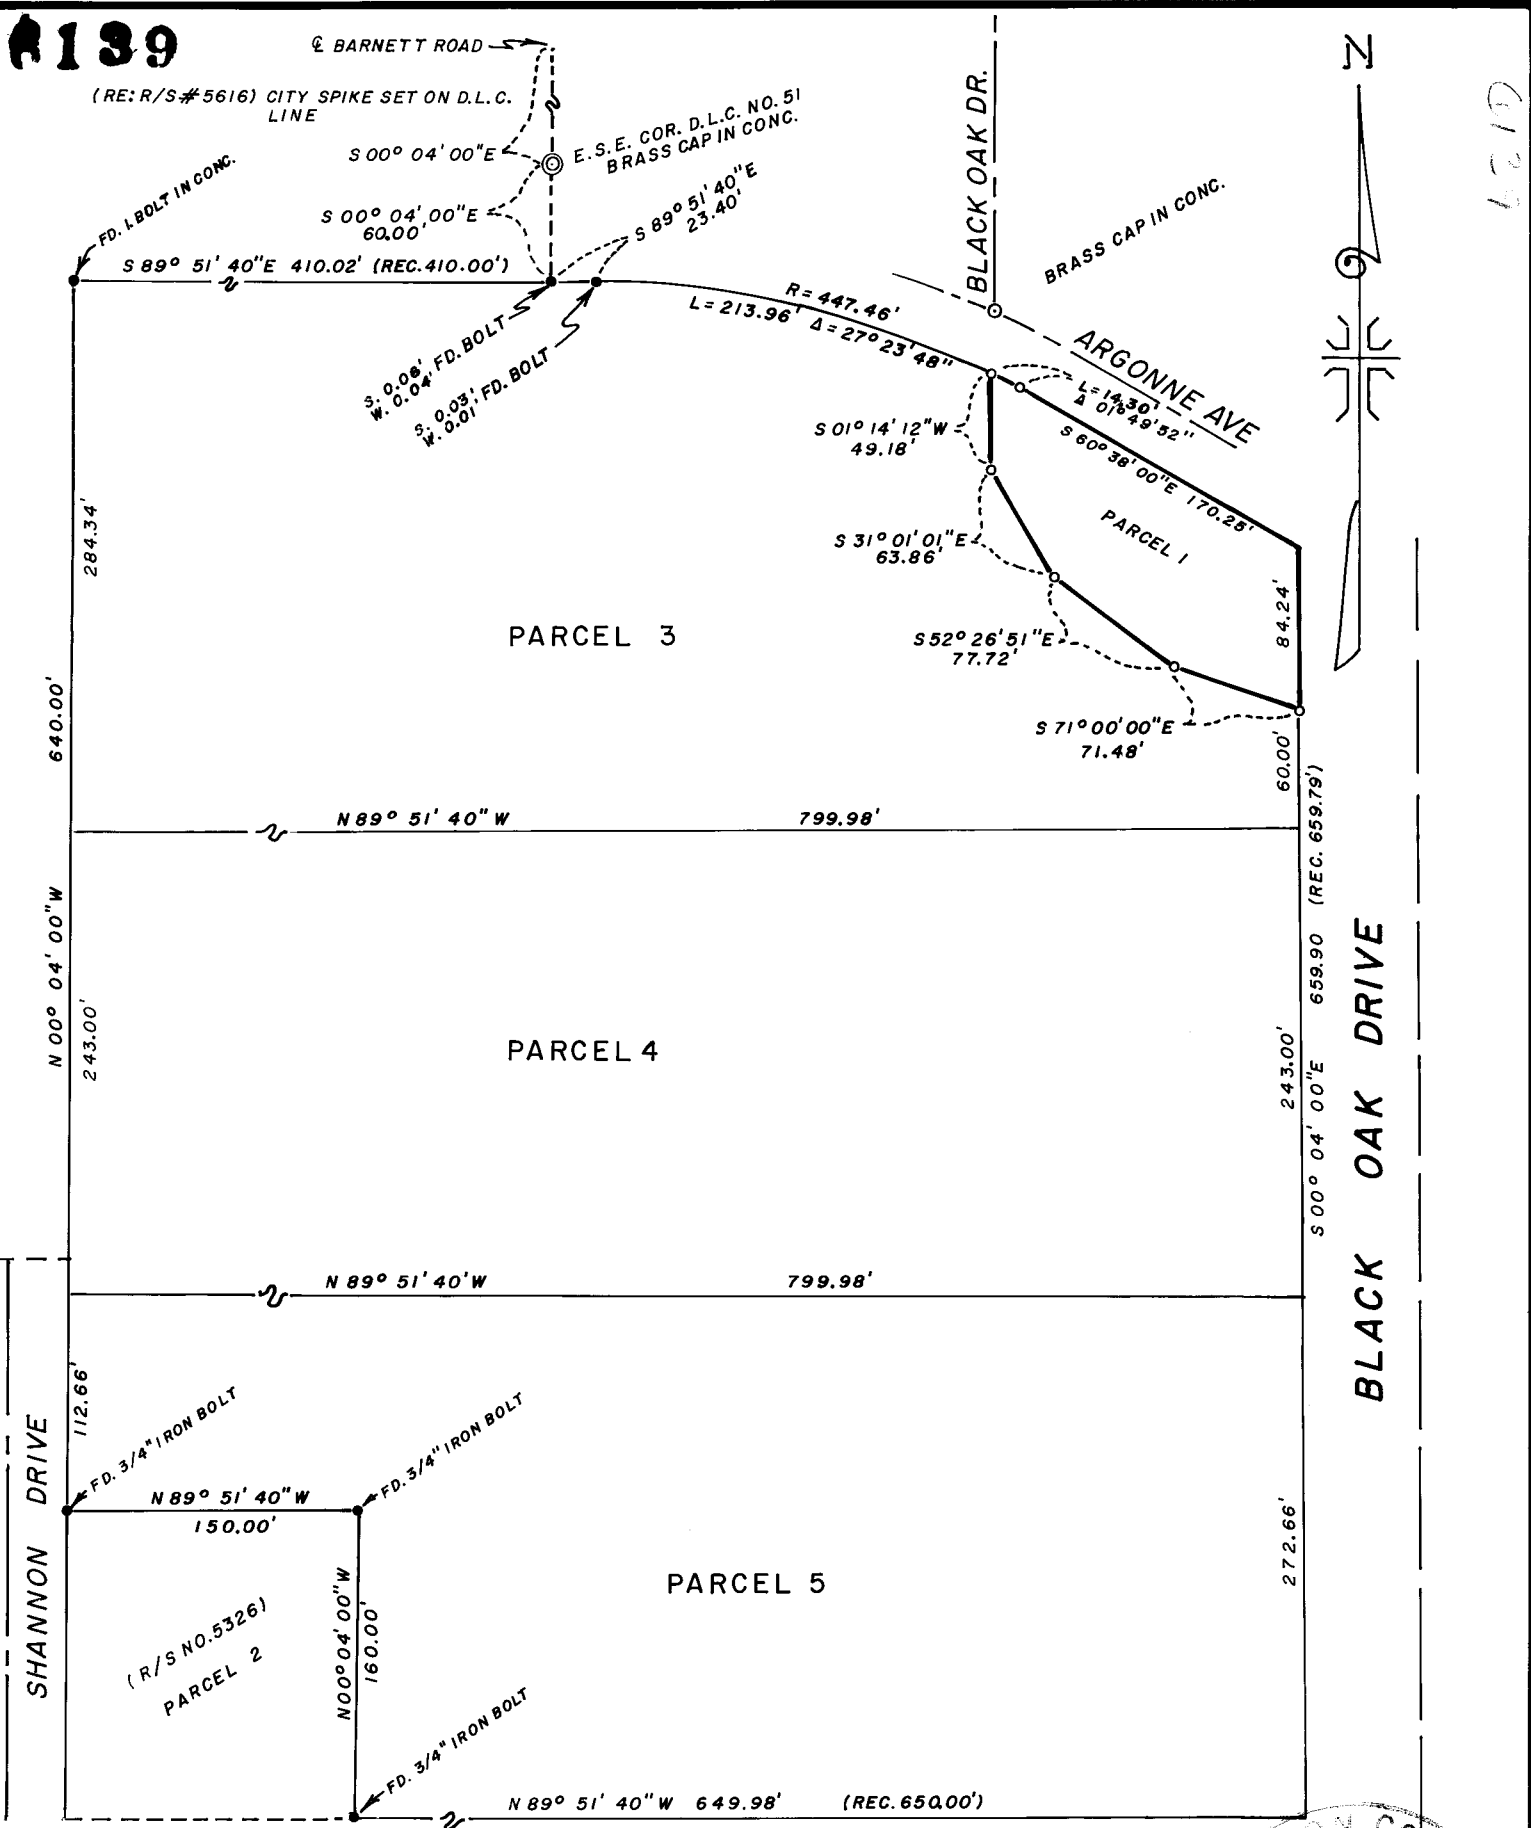 6139
℄ BARNETT ROAD
(RE: R/S#5616) CITY SPIKE SET ON D.L.C.
LINE
S 00° 04' 00"E
E.S.E. COR. D.L.C. NO. 51
BRASS CAP IN CONC.
FD. I. BOLT IN CONC.
S 00° 04' 00"E
60.00'
S 89° 51' 40"E
23.40'
BLACK OAK DR.
BRASS CAP IN CONC.
N
S 89° 51' 40"E 410.02' (REC. 410.00')
R = 447.46'
L = 213.96' Δ = 27° 23' 48"
S. 0.08'
W. 0.04' FD. BOLT
S. 0.03'
W. 0.01' FD. BOLT
ARGONNE AVE
L = 14.30'
Δ 01° 49' 52"
S 60° 38' 00"E 170.25'
S 01° 14' 12"W
49.18'
PARCEL 1
S 31° 01' 01"E
63.86'
284.34'
84.24'
PARCEL 3
S 52° 26' 51"E
77.72'
S 71° 00' 00"E
71.48'
640.00'
60.00'
N 89° 51' 40" W 799.98'
N 00° 04' 00"W
243.00'
PARCEL 4
243.00'
S 00° 04' 00"E 659.90 (REC. 659.79')
BLACK OAK DRIVE
N 89° 51' 40'W 799.98'
112.66'
SHANNON DRIVE
FD. 3/4" IRON BOLT
FD. 3/4" IRON BOLT
N 89° 51' 40" W
150.00'
N 00° 04' 00"W
160.00'
(R/S NO. 5326)
PARCEL 2
PARCEL 5
272.66'
FD. 3/4" IRON BOLT
N 89° 51' 40"W 649.98' (REC. 650.00')